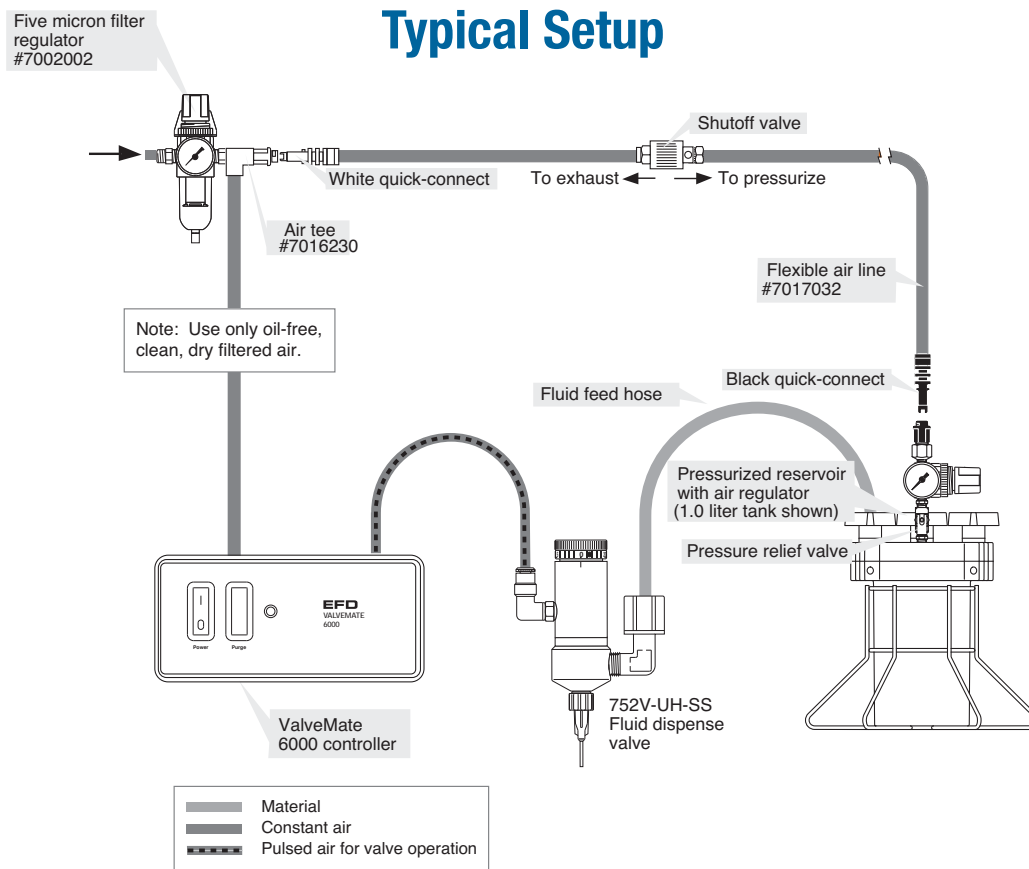 Typical Setup
Five micron filter
regulator
#7002002
Shutoff valve
White quick-connect
To exhaust
To pressurize
Air tee
#7016230
Flexible air line
#7017032
Note: Use only oil-free,
clean, dry filtered air.
Black quick-connect
Fluid feed hose
Pressurized reservoir
with air regulator
(1.0 liter tank shown)
Pressure relief valve
I
O
EFD
VALVEMATE
6000
Power
Purge
752V-UH-SS
Fluid dispense
valve
ValveMate
6000 controller
Material
Constant air
Pulsed air for valve operation